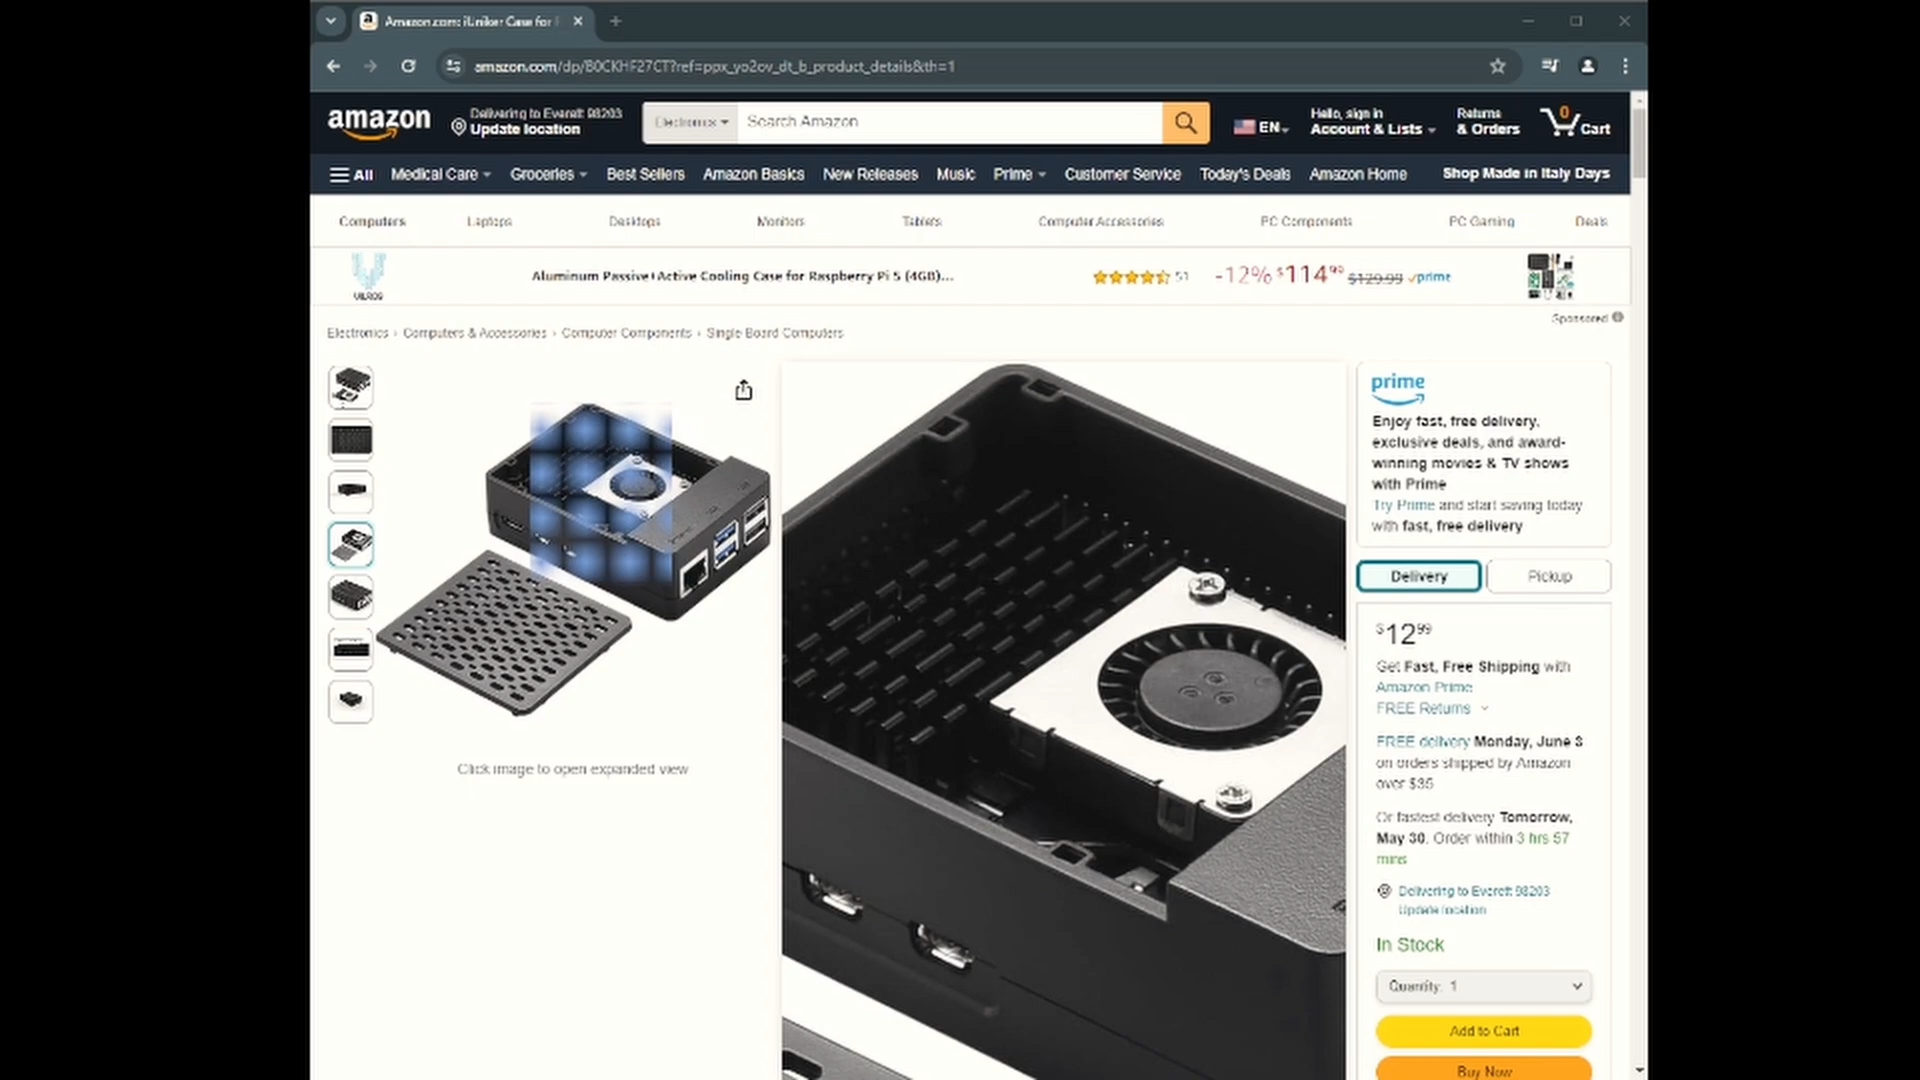 Amazon.com: iUniker Case for
amazon.com/dp/B0CKHF27CT?ref=ppx_yo2ov_dt_b_product_details&th=1
amazon
Delivering to Everett 98203
Update location
Electronics
Search Amazon
EN
Hello, sign in
Account & Lists
Returns
& Orders
0
Cart
All
Medical Care
Groceries
Best Sellers
Amazon Basics
New Releases
Music
Prime
Customer Service
Today's Deals
Amazon Home
Shop Made in Italy Days
Computers
Laptops
Desktops
Monitors
Tablets
Computer Accessories
PC Components
PC Gaming
Deals
VILROS
Aluminum Passive+Active Cooling Case for Raspberry Pi 5 (4GB)...
51
-12% $114.99 $129.99 prime
Sponsored
Electronics › Computers & Accessories › Computer Components › Single Board Computers
Click image to open expanded view
prime
Enjoy fast, free delivery,
exclusive deals, and award-
winning movies & TV shows
with Prime
Try Prime and start saving today
with fast, free delivery
Delivery
Pickup
$12.99
Get Fast, Free Shipping with
Amazon Prime
FREE Returns
FREE delivery Monday, June 3
on orders shipped by Amazon
over $35
Or fastest delivery Tomorrow,
May 30. Order within 3 hrs 57
mins
Delivering to Everett 98203
Update location
In Stock
Quantity: 1
Add to Cart
Buy Now